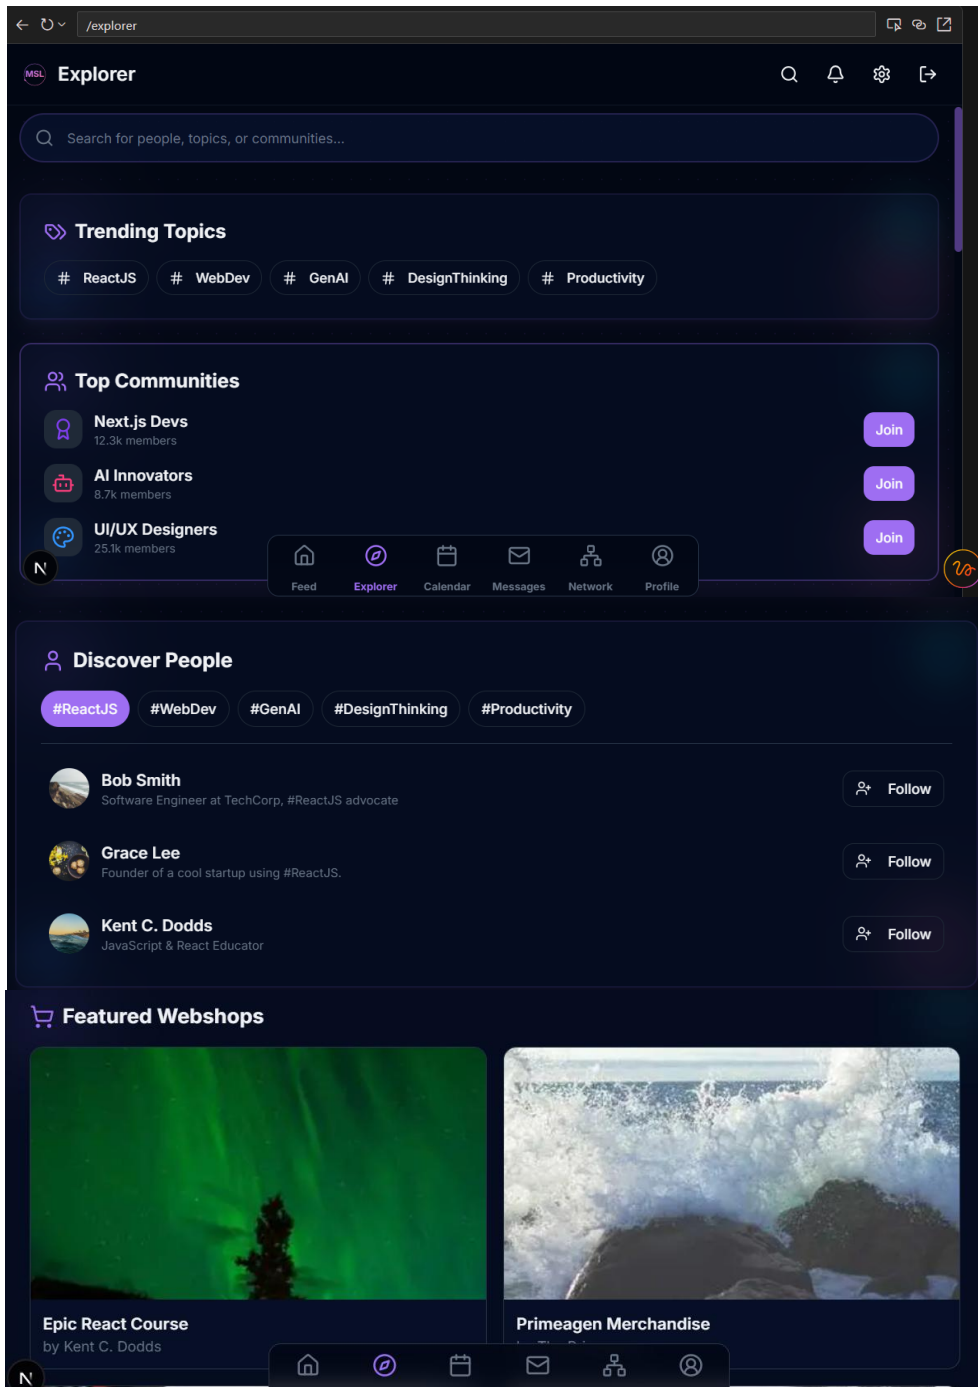 /explorer
MSL Explorer
Search for people, topics, or communities...
Trending Topics
# ReactJS # WebDev # GenAI # DesignThinking # Productivity
Top Communities
Next.js Devs
12.3k members
Join
AI Innovators
8.7k members
Join
UI/UX Designers
25.1k members
Join
N
Feed Explorer Calendar Messages Network Profile
Discover People
#ReactJS #WebDev #GenAI #DesignThinking #Productivity
Bob Smith
Software Engineer at TechCorp, #ReactJS advocate
Follow
Grace Lee
Founder of a cool startup using #ReactJS.
Follow
Kent C. Dodds
JavaScript & React Educator
Follow
Featured Webshops
Epic React Course
by Kent C. Dodds
Primeagen Merchandise
N